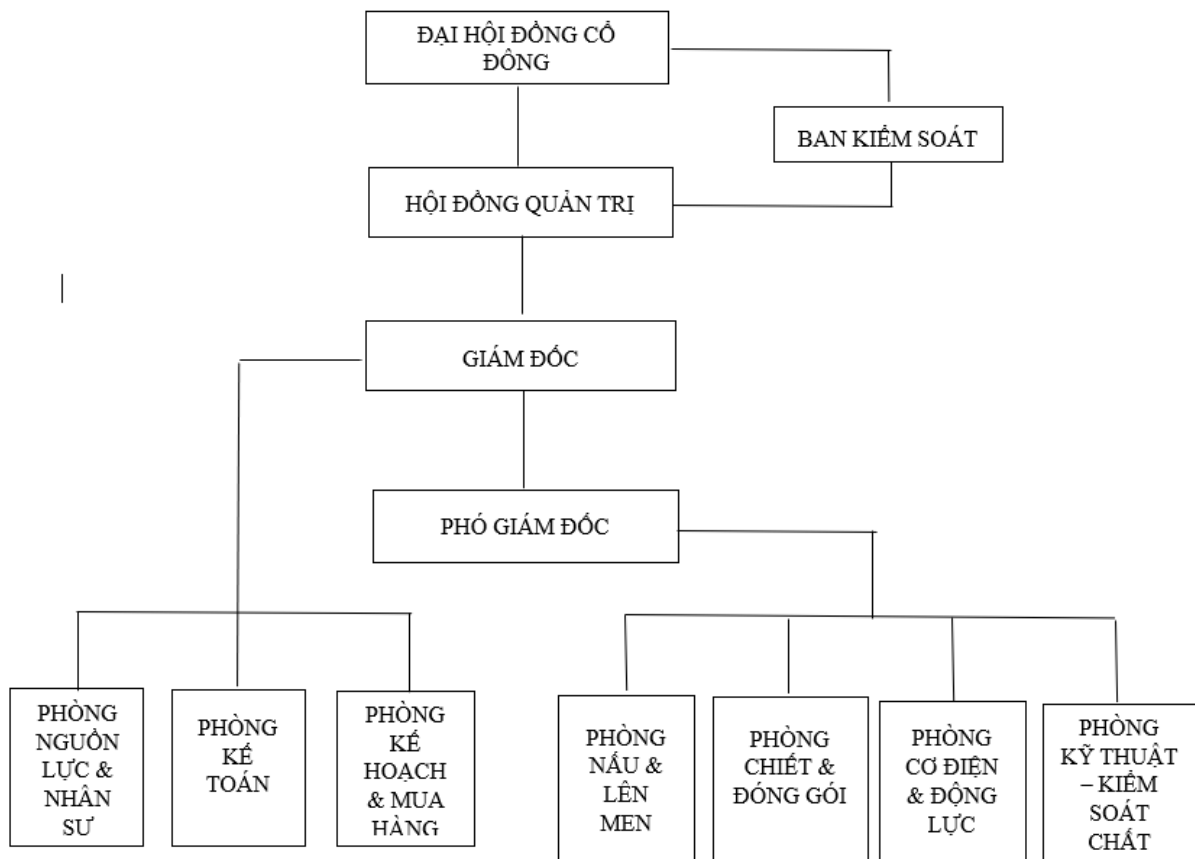 ĐẠI HỘI ĐỒNG CỔ
ĐÔNG
BAN KIỂM SOÁT
HỘI ĐỒNG QUẢN TRỊ
GIÁM ĐỐC
PHÓ GIÁM ĐỐC
PHÒNG
NGUỒN
LỰC &
NHÂN
SƯ
PHÒNG
KẾ
TOÁN
PHÒNG
KẾ
HOẠCH
& MUA
HÀNG
PHÒNG
NẤU &
LÊN
MEN
PHÒNG
CHIẾT &
ĐÓNG GÓI
PHÒNG
CƠ ĐIỆN
& ĐỘNG
LỰC
PHÒNG
KỸ THUẬT
– KIỂM
SOÁT
CHẤT